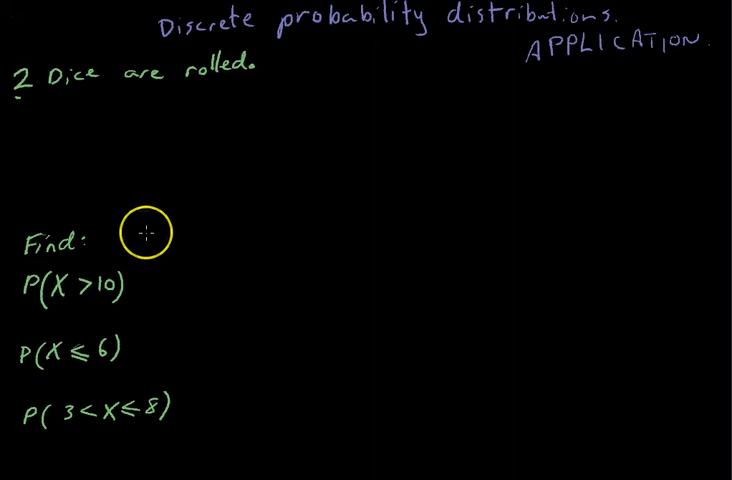 Discrete probability distributions.
APPLICATION.
2 Dice are rolled.
Find:
P(X > 10)
P(X ⩽ 6)
P( 3 < X ⩽ 8)